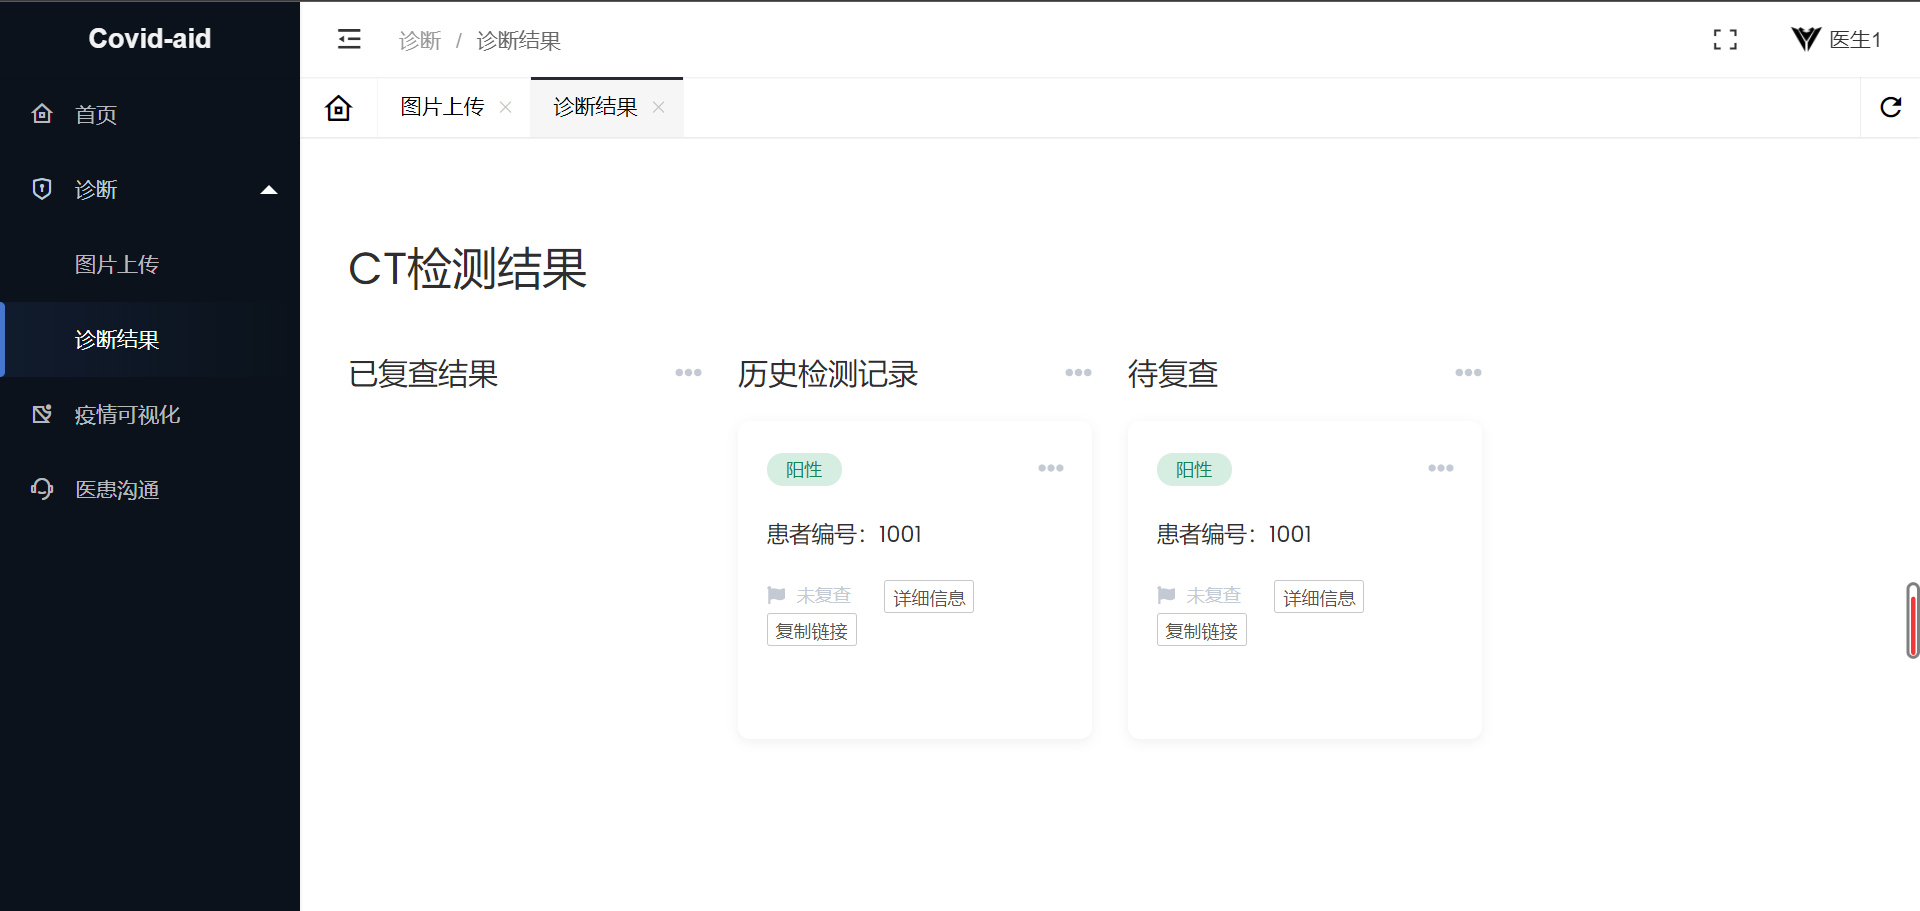 Covid-aid
首页
诊断
图片上传
诊断结果
疫情可视化
医患沟通
诊断 / 诊断结果
医生1
图片上传
诊断结果
CT检测结果
已复查结果
历史检测记录
阳性
患者编号：1001
未复查
详细信息
复制链接
待复查
阳性
患者编号：1001
未复查
详细信息
复制链接